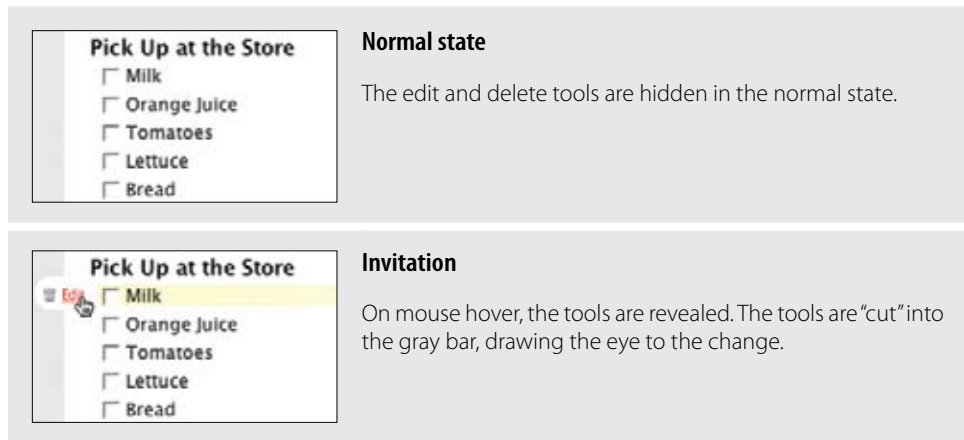 Pick Up at the Store
Milk
Orange Juice
Tomatoes
Lettuce
Bread
Normal state
The edit and delete tools are hidden in the normal state.
Pick Up at the Store
Edit
Milk
Orange Juice
Tomatoes
Lettuce
Bread
Invitation
On mouse hover, the tools are revealed. The tools are “cut” into
the gray bar, drawing the eye to the change.